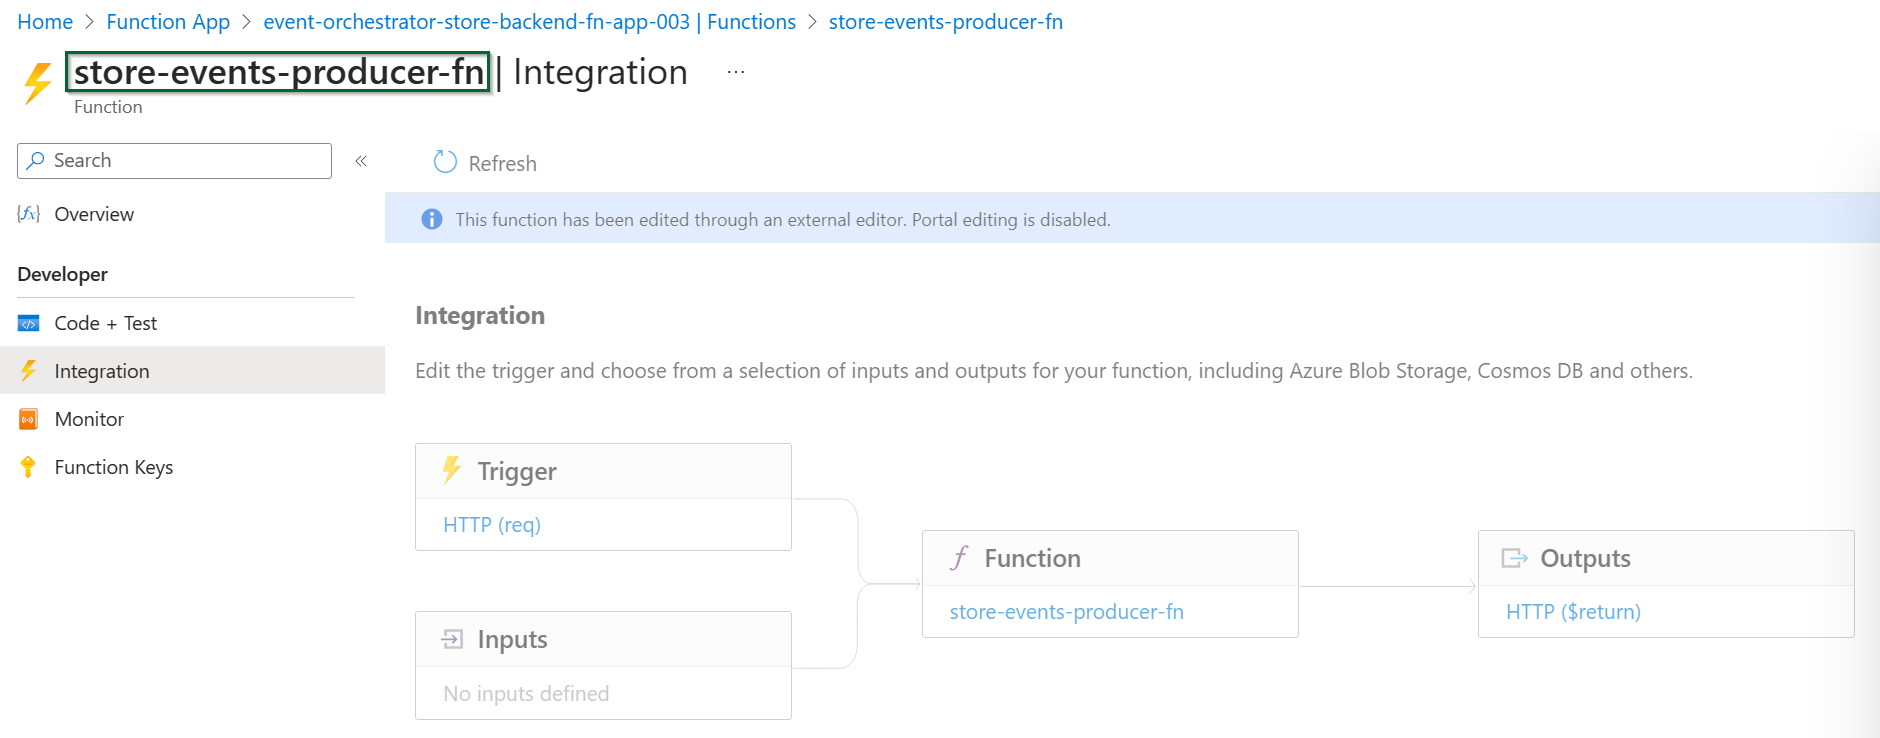 Home > Function App > event-orchestrator-store-backend-fn-app-003 | Functions > store-events-producer-fn
store-events-producer-fn | Integration ...
Function
Search «
Overview
Developer
Code + Test
Integration
Monitor
Function Keys
Refresh
This function has been edited through an external editor. Portal editing is disabled.
Integration
Edit the trigger and choose from a selection of inputs and outputs for your function, including Azure Blob Storage, Cosmos DB and others.
Trigger
HTTP (req)
Inputs
No inputs defined
Function
store-events-producer-fn
Outputs
HTTP ($return)